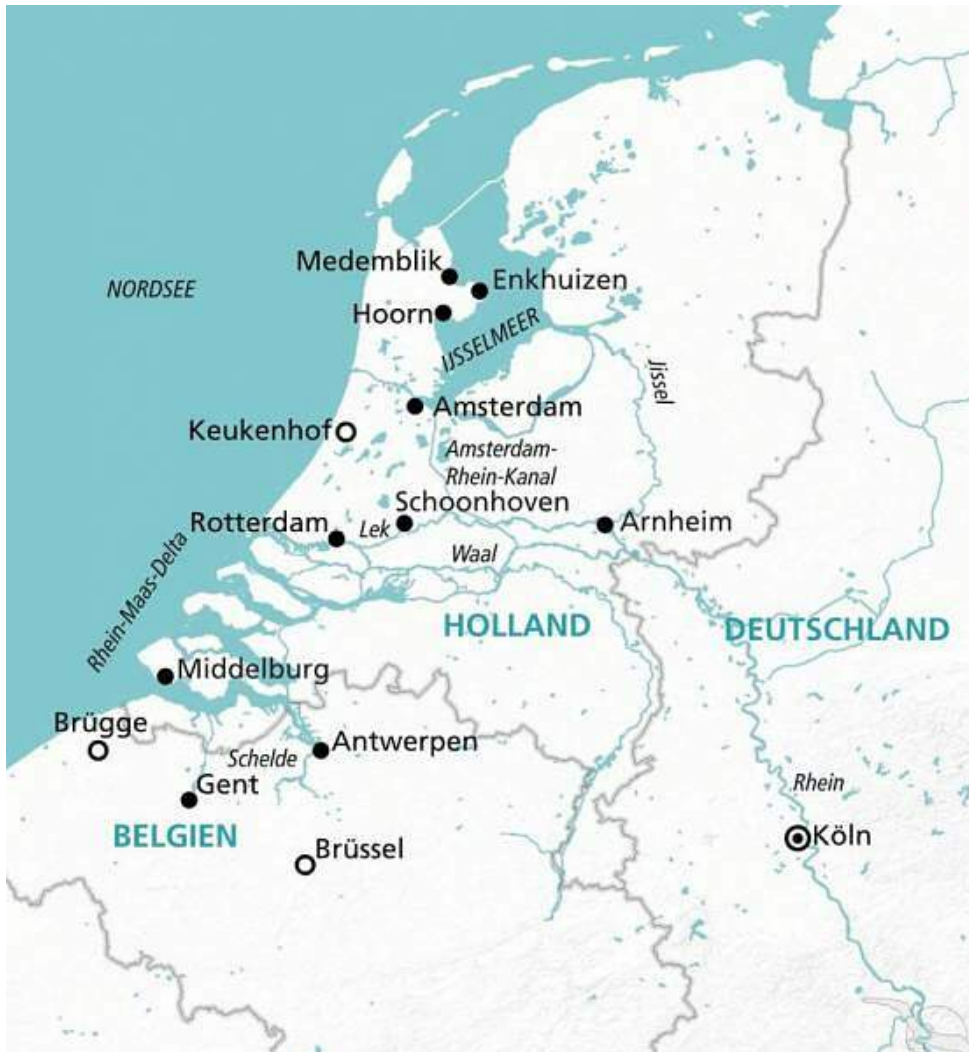 Medemblik
Enkhuizen
NORDSEE
Hoorn
IJSSELMEER
Ijssel
Amsterdam
Keukenhof
Amsterdam-
Rhein-Kanal
Schoonhoven
Rotterdam
Lek
Arnheim
Waal
Rhein-Maas-Delta
HOLLAND
DEUTSCHLAND
Middelburg
Brügge
Antwerpen
Schelde
Gent
Rhein
BELGIEN
Köln
Brüssel